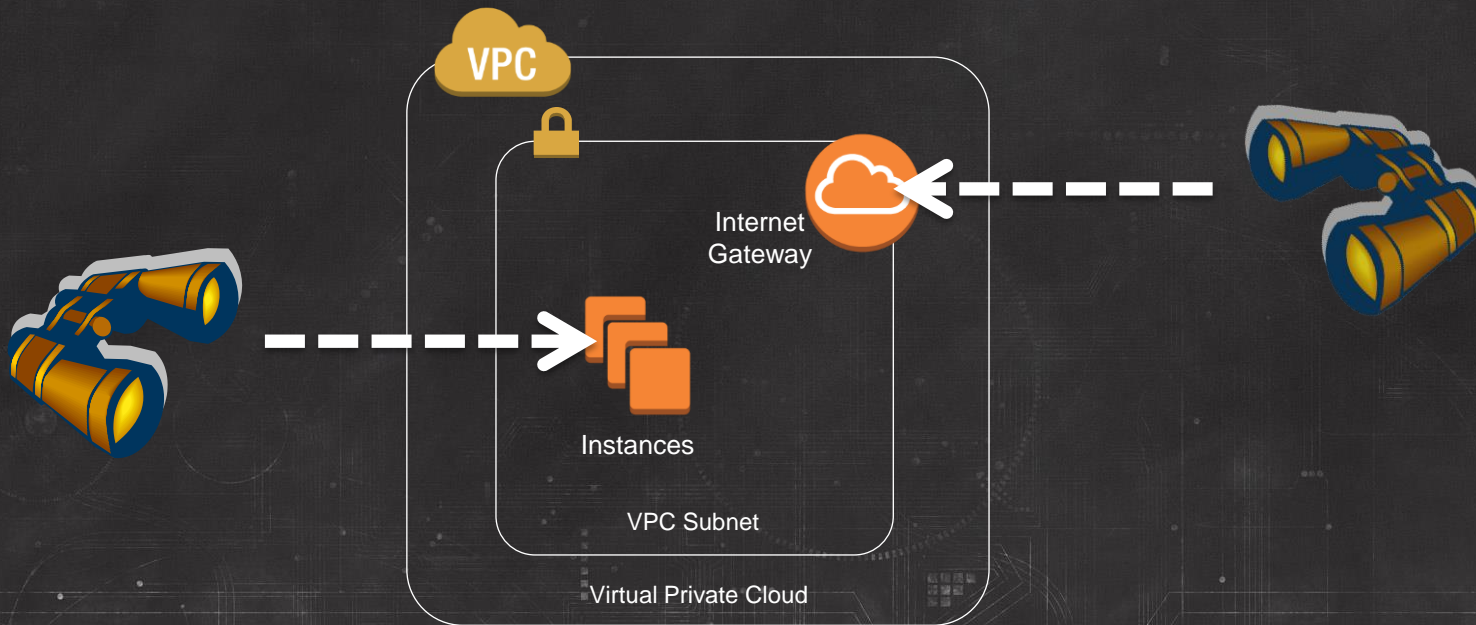 VPC
Internet
Gateway
Instances
VPC Subnet
Virtual Private Cloud